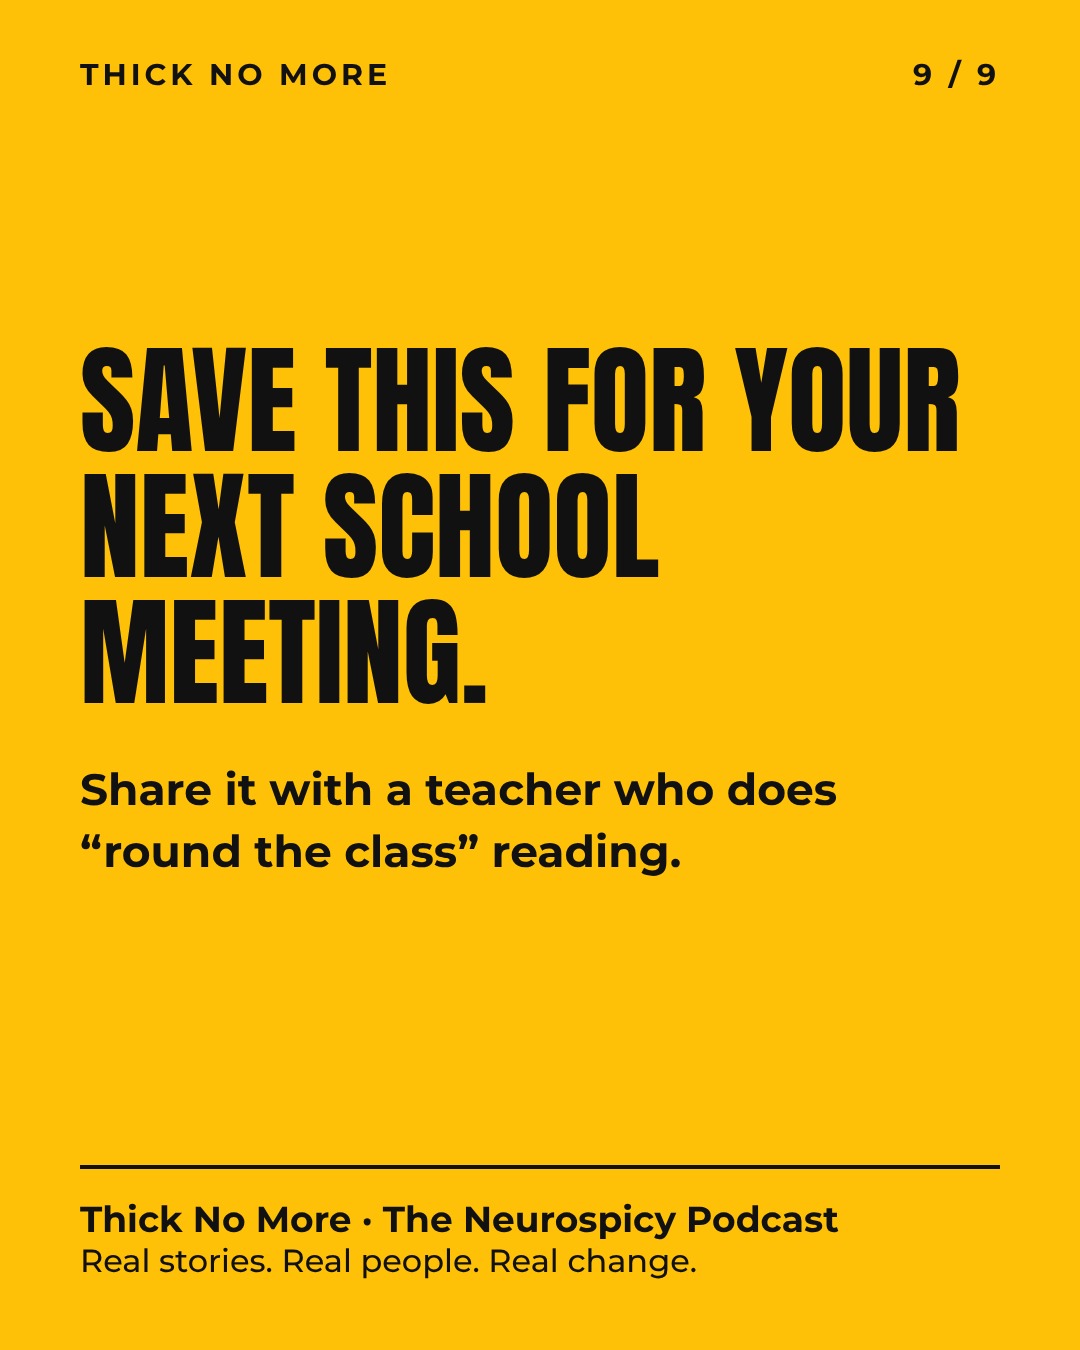 THICK NO MORE
9 / 9
SAVE THIS FOR YOUR
NEXT SCHOOL
MEETING.
Share it with a teacher who does
“round the class” reading.
Thick No More · The Neurospicy Podcast
Real stories. Real people. Real change.